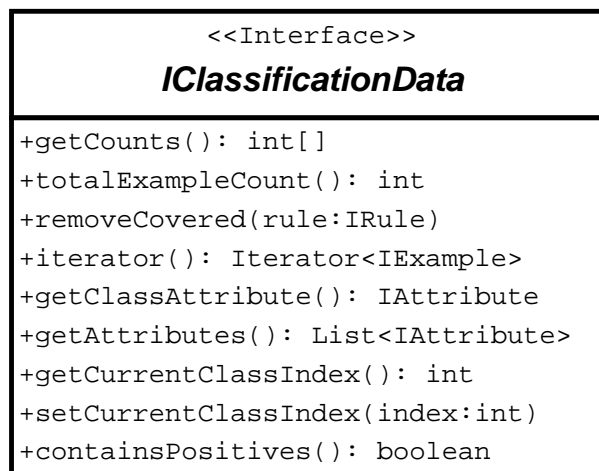 <<Interface>>
IClassificationData
+getCounts(): int[]
+totalExampleCount(): int
+removeCovered(rule:IRule)
+iterator(): Iterator<IExample>
+getClassAttribute(): IAttribute
+getAttributes(): List<IAttribute>
+getCurrentClassIndex(): int
+setCurrentClassIndex(index:int)
+containsPositives(): boolean